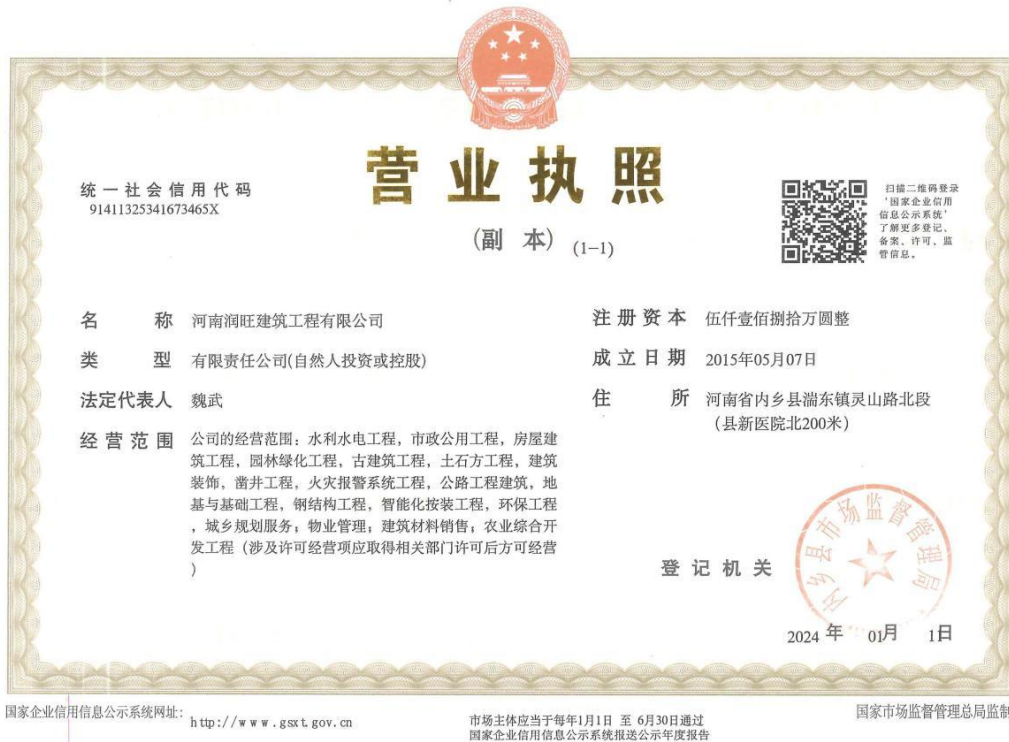 营业执照
(副 本) (1-1)
统一社会信用代码
91411325341673465X
扫描二维码登录
'国家企业信用
信息公示系统'
了解更多登记、
备案、许可、监
管信息。
名 称 河南润旺建筑工程有限公司
类 型 有限责任公司(自然人投资或控股)
法定代表人 魏武
经营范围 公司的经营范围：水利水电工程，市政公用工程，房屋建
筑工程，园林绿化工程，古建筑工程，土石方工程，建筑
装饰，凿井工程，火灾报警系统工程，公路工程建筑，地
基与基础工程，钢结构工程，智能化按装工程，环保工程
，城乡规划服务；物业管理；建筑材料销售；农业综合开
发工程（涉及许可经营项应取得相关部门许可后方可经营
）
注册资本 伍仟壹佰捌拾万圆整
成立日期 2015年05月07日
住 所 河南省内乡县湍东镇灵山路北段
（县新医院北200米）
登记机关
内乡县市场监督管理局
2024 年 01月 1日
国家企业信用信息公示系统网址：http://www.gsxt.gov.cn
市场主体应当于每年1月1日 至 6月30日通过
国家企业信用信息公示系统报送公示年度报告
国家市场监督管理总局监制